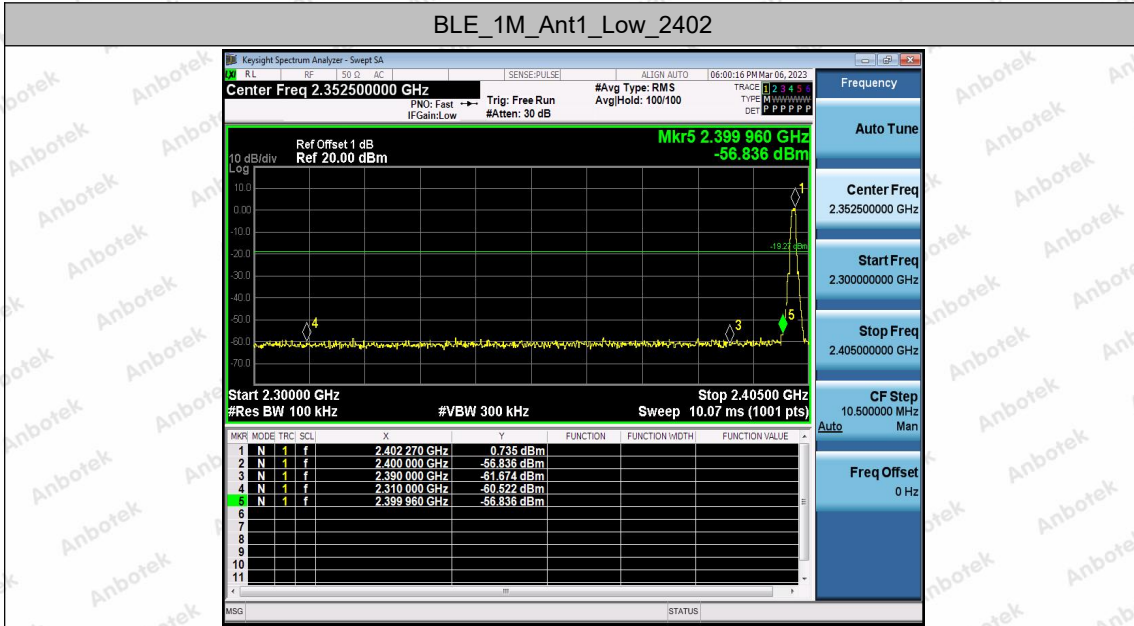 BLE_1M_Ant1_Low_2402
Keysight Spectrum Analyzer - Swept SA
LXI RL RF 50 Ω AC SENSE:PULSE ALIGN AUTO 06:00:16 PM Mar 06, 2023
Center Freq 2.352500000 GHz
PNO: Fast
IFGain:Low
Trig: Free Run
#Atten: 30 dB
#Avg Type: RMS
Avg|Hold: 100/100
TRACE 1 2 3 4 5 6
TYPE M W W W W W
DET P P P P P P
Mkr5 2.399 960 GHz
-56.836 dBm
Ref Offset 1 dB
10 dB/div Ref 20.00 dBm
Log
10.0
0.00
-10.0
-20.0
-30.0
-40.0
-50.0
-60.0
-70.0
1
-19.27 dBm
4
3
5
Start 2.30000 GHz Stop 2.40500 GHz
#Res BW 100 kHz #VBW 300 kHz Sweep 10.07 ms (1001 pts)
MKR MODE TRC SCL X Y FUNCTION FUNCTION WIDTH FUNCTION VALUE
1 N 1 f 2.402 270 GHz 0.735 dBm
2 N 1 f 2.400 000 GHz -56.836 dBm
3 N 1 f 2.390 000 GHz -61.674 dBm
4 N 1 f 2.310 000 GHz -60.522 dBm
5 N 1 f 2.399 960 GHz -56.836 dBm
6
7
8
9
10
11
MSG STATUS
Frequency
Auto Tune
Center Freq
2.352500000 GHz
Start Freq
2.300000000 GHz
Stop Freq
2.405000000 GHz
CF Step
10.500000 MHz
Auto Man
Freq Offset
0 Hz
Anbotek